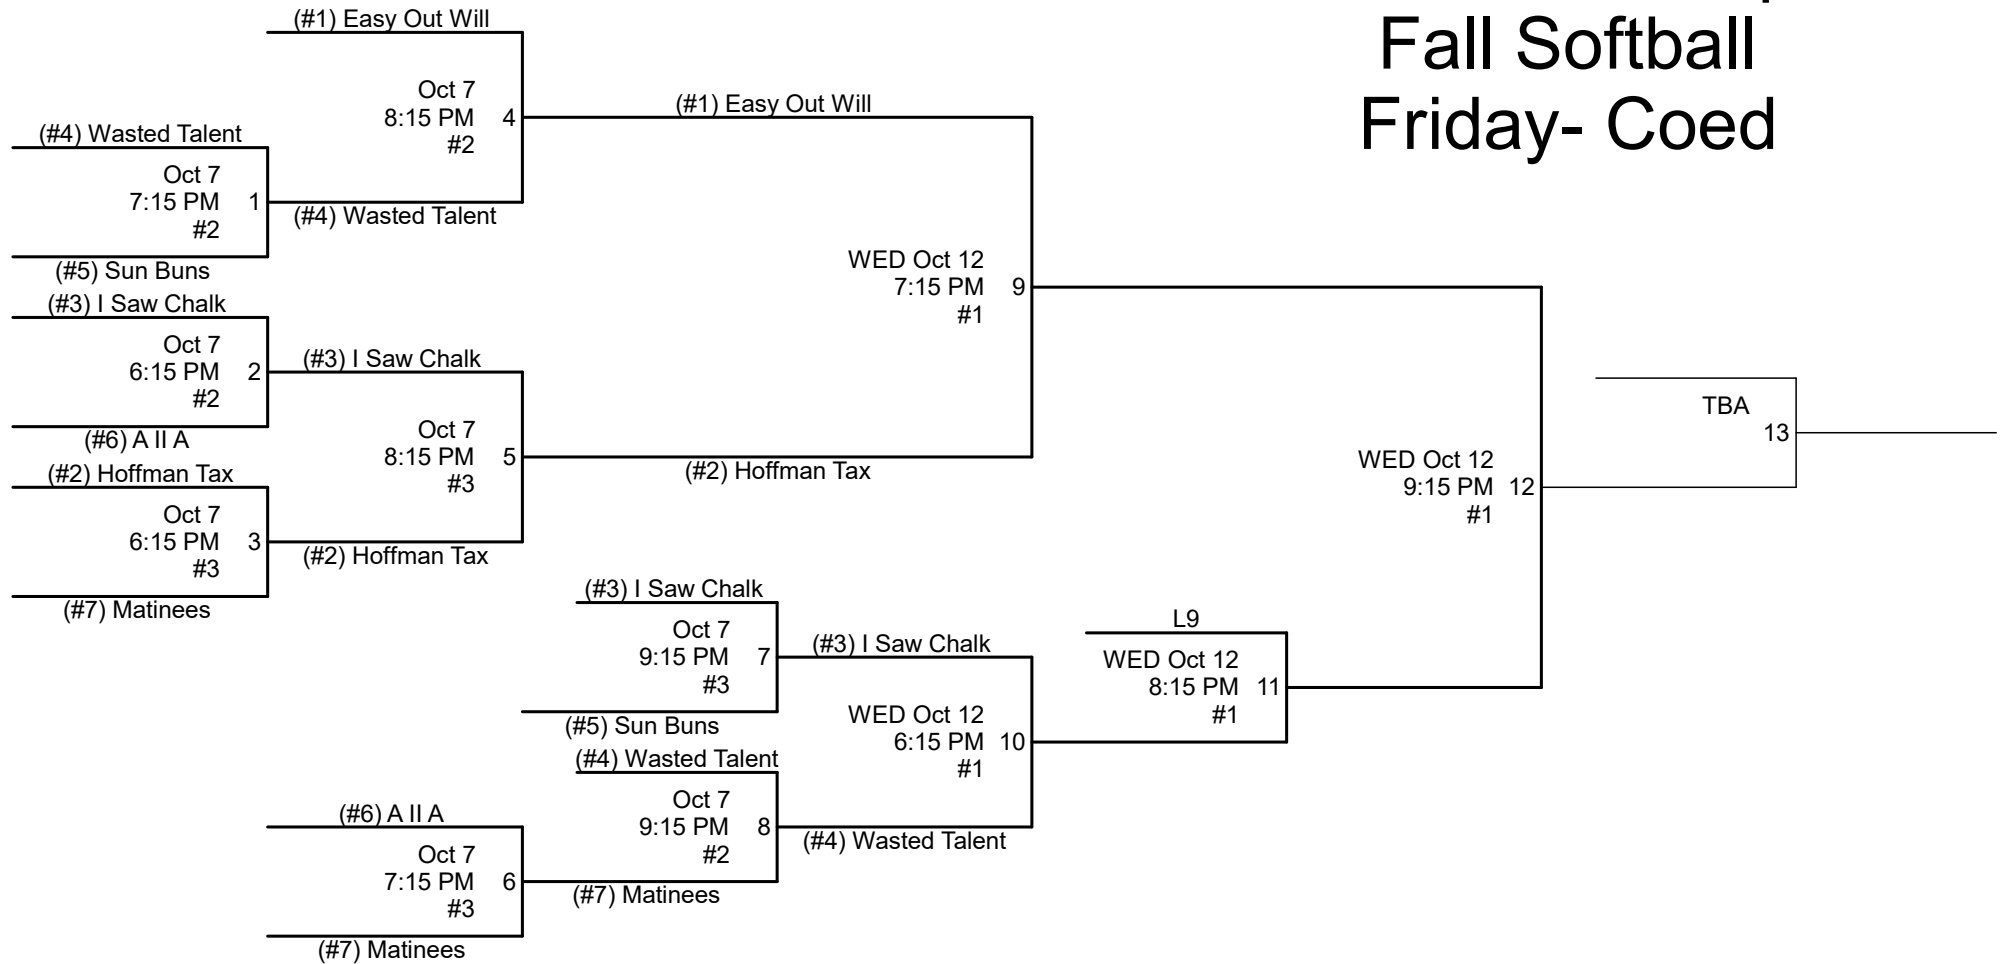 Fall Softball
Friday- Coed
(#1) Easy Out Will
Oct 7
8:15 PM 4
#2
(#1) Easy Out Will
(#4) Wasted Talent
Oct 7
7:15 PM 1
#2
(#4) Wasted Talent
(#5) Sun Buns
(#3) I Saw Chalk
Oct 7
6:15 PM 2
#2
(#3) I Saw Chalk
(#6) A II A
(#2) Hoffman Tax
Oct 7
8:15 PM 5
#3
(#2) Hoffman Tax
Oct 7
6:15 PM 3
#3
(#2) Hoffman Tax
(#7) Matinees
WED Oct 12
7:15 PM 9
#1
TBA
13
WED Oct 12
9:15 PM 12
#1
(#3) I Saw Chalk
Oct 7
9:15 PM 7
#3
(#3) I Saw Chalk
(#5) Sun Buns
L9
WED Oct 12
8:15 PM 11
#1
WED Oct 12
6:15 PM 10
#1
(#4) Wasted Talent
Oct 7
9:15 PM 8
#2
(#4) Wasted Talent
(#6) A II A
Oct 7
7:15 PM 6
#3
(#7) Matinees
(#7) Matinees